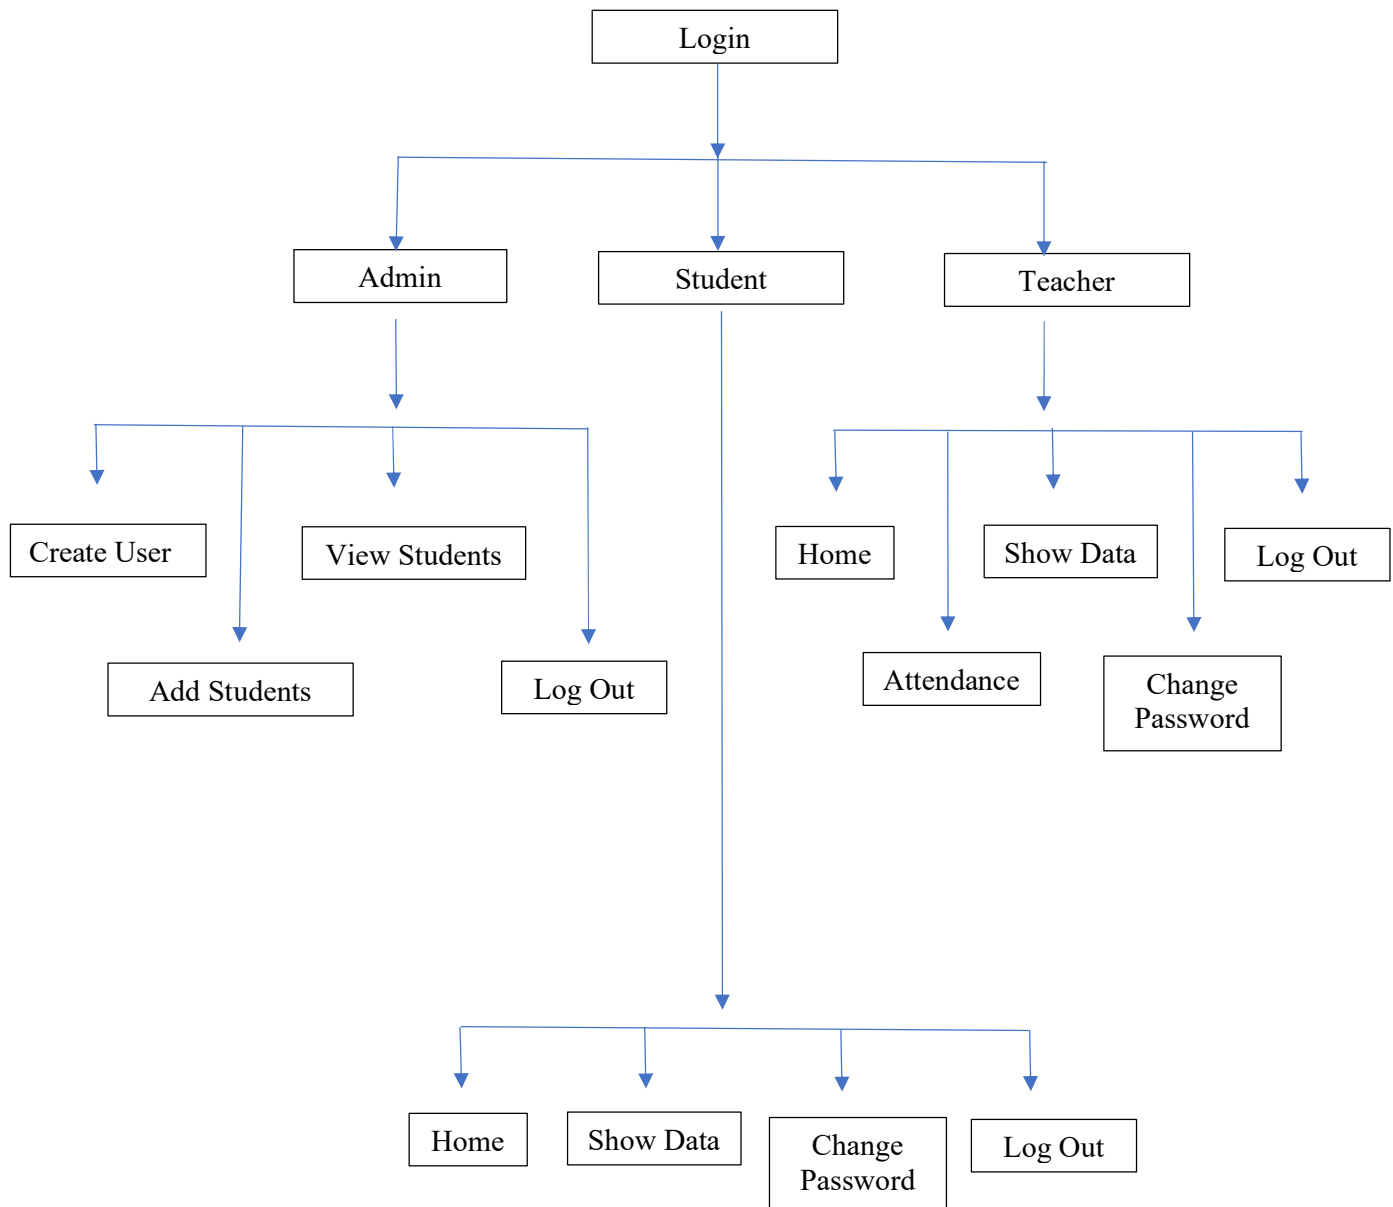 Login
Admin
Student
Teacher
Create User
View Students
Home
Show Data
Log Out
Add Students
Log Out
Attendance
Change
Password
Home
Show Data
Change
Password
Log Out